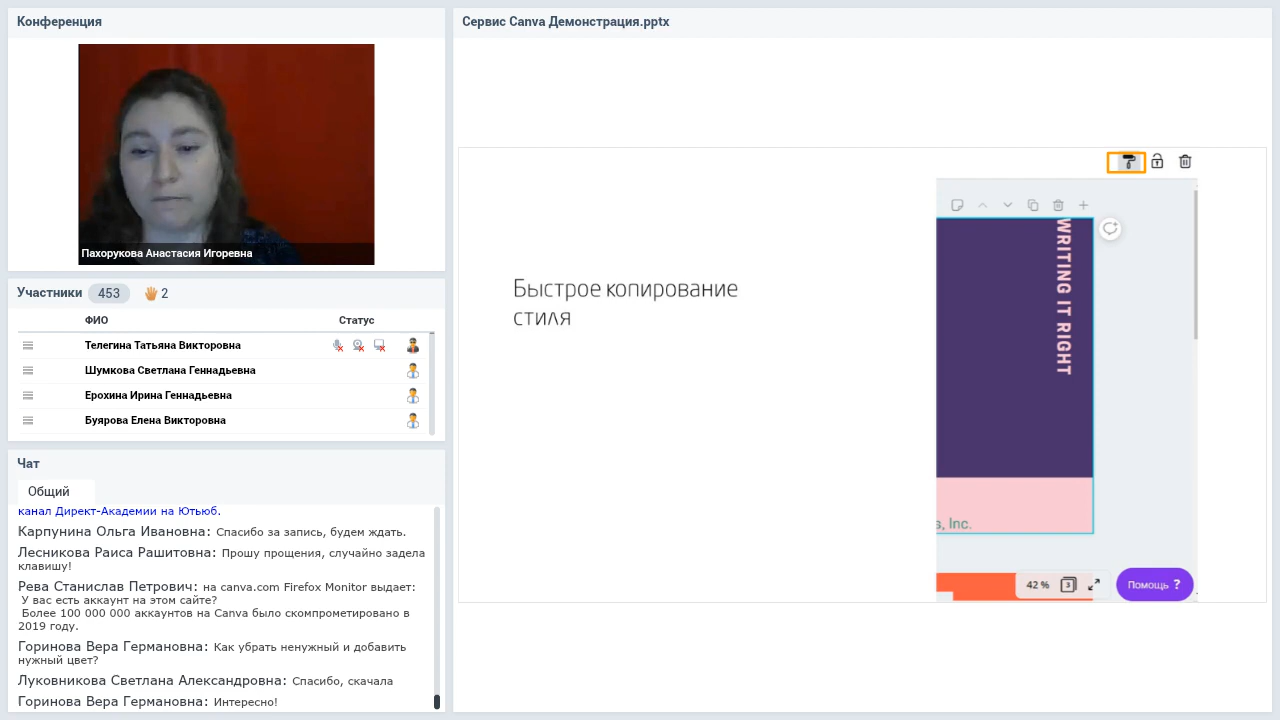 Конференция
Пахорукова Анастасия Игоревна
Участники 453 2
ФИО Статус
Телегина Татьяна Викторовна
Шумкова Светлана Геннадьевна
Ерохина Ирина Геннадьевна
Буярова Елена Викторовна
Чат
Общий
канал Директ-Академии на Ютьюб.
Карпунина Ольга Ивановна: Спасибо за запись, будем ждать.
Лесникова Раиса Рашитовна: Прошу прощения, случайно задела
клавишу!
Рева Станислав Петрович: на canva.com Firefox Monitor выдает:
У вас есть аккаунт на этом сайте?
Более 100 000 000 аккаунтов на Canva было скомпрометировано в
2019 году.
Горинова Вера Германовна: Как убрать ненужный и добавить
нужный цвет?
Луковникова Светлана Александровна: Спасибо, скачала
Горинова Вера Германовна: Интересно!
Сервис Canva Демонстрация.pptx
Быстрое копирование
стиля
WRITING IT RIGHT
s, Inc.
42 % 3 Помощь ?